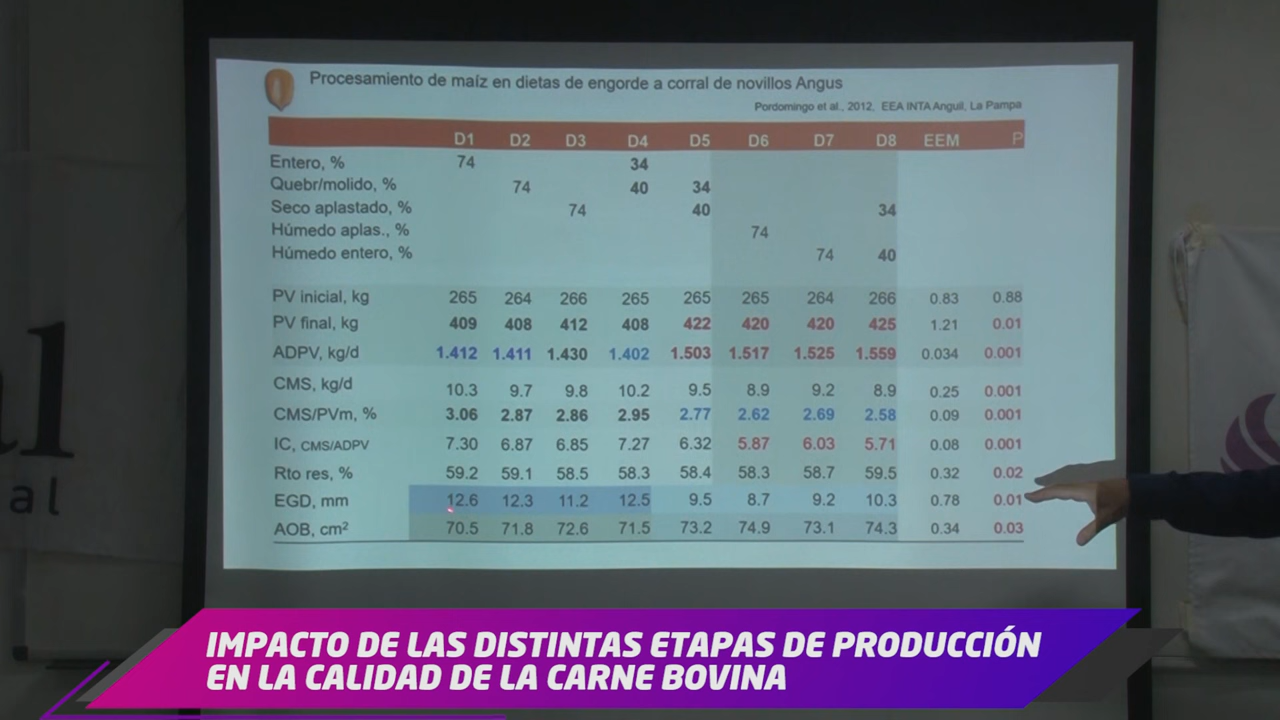 Procesamiento de maíz en dietas de engorde a corral de novillos Angus
Pordomingo et al., 2012, EEA INTA Anguil, La Pampa
D1 D2 D3 D4 D5 D6 D7 D8 EEM P
Entero, % 74 34
Quebr/molido, % 74 40 34
Seco aplastado, % 74 40 34
Húmedo aplas., % 74
Húmedo entero, % 74 40
PV inicial, kg 265 264 266 265 265 265 264 266 0.83 0.88
PV final, kg 409 408 412 408 422 420 420 425 1.21 0.01
ADPV, kg/d 1.412 1.411 1.430 1.402 1.503 1.517 1.525 1.559 0.034 0.001
CMS, kg/d 10.3 9.7 9.8 10.2 9.5 8.9 9.2 8.9 0.25 0.001
CMS/PVm, % 3.06 2.87 2.86 2.95 2.77 2.62 2.69 2.58 0.09 0.001
IC, CMS/ADPV 7.30 6.87 6.85 7.27 6.32 5.87 6.03 5.71 0.08 0.001
Rto res, % 59.2 59.1 58.5 58.3 58.4 58.3 58.7 59.5 0.32 0.02
EGD, mm 12.6 12.3 11.2 12.5 9.5 8.7 9.2 10.3 0.78 0.01
AOB, cm² 70.5 71.8 72.6 71.5 73.2 74.9 73.1 74.3 0.34 0.03
IMPACTO DE LAS DISTINTAS ETAPAS DE PRODUCCIÓN
EN LA CALIDAD DE LA CARNE BOVINA